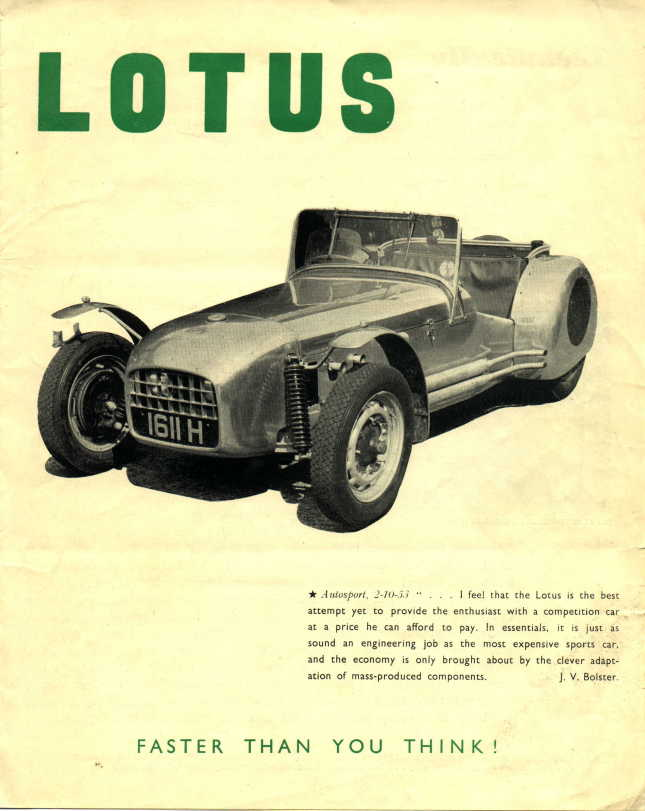 LOTUS
1611 H
★ Autosport, 2-10-53 “ . . . I feel that the Lotus is the best
attempt yet to provide the enthusiast with a competition car
at a price he can afford to pay. In essentials, it is just as
sound an engineering job as the most expensive sports car,
and the economy is only brought about by the clever adapt-
ation of mass-produced components. J. V. Bolster.
FASTER THAN YOU THINK!